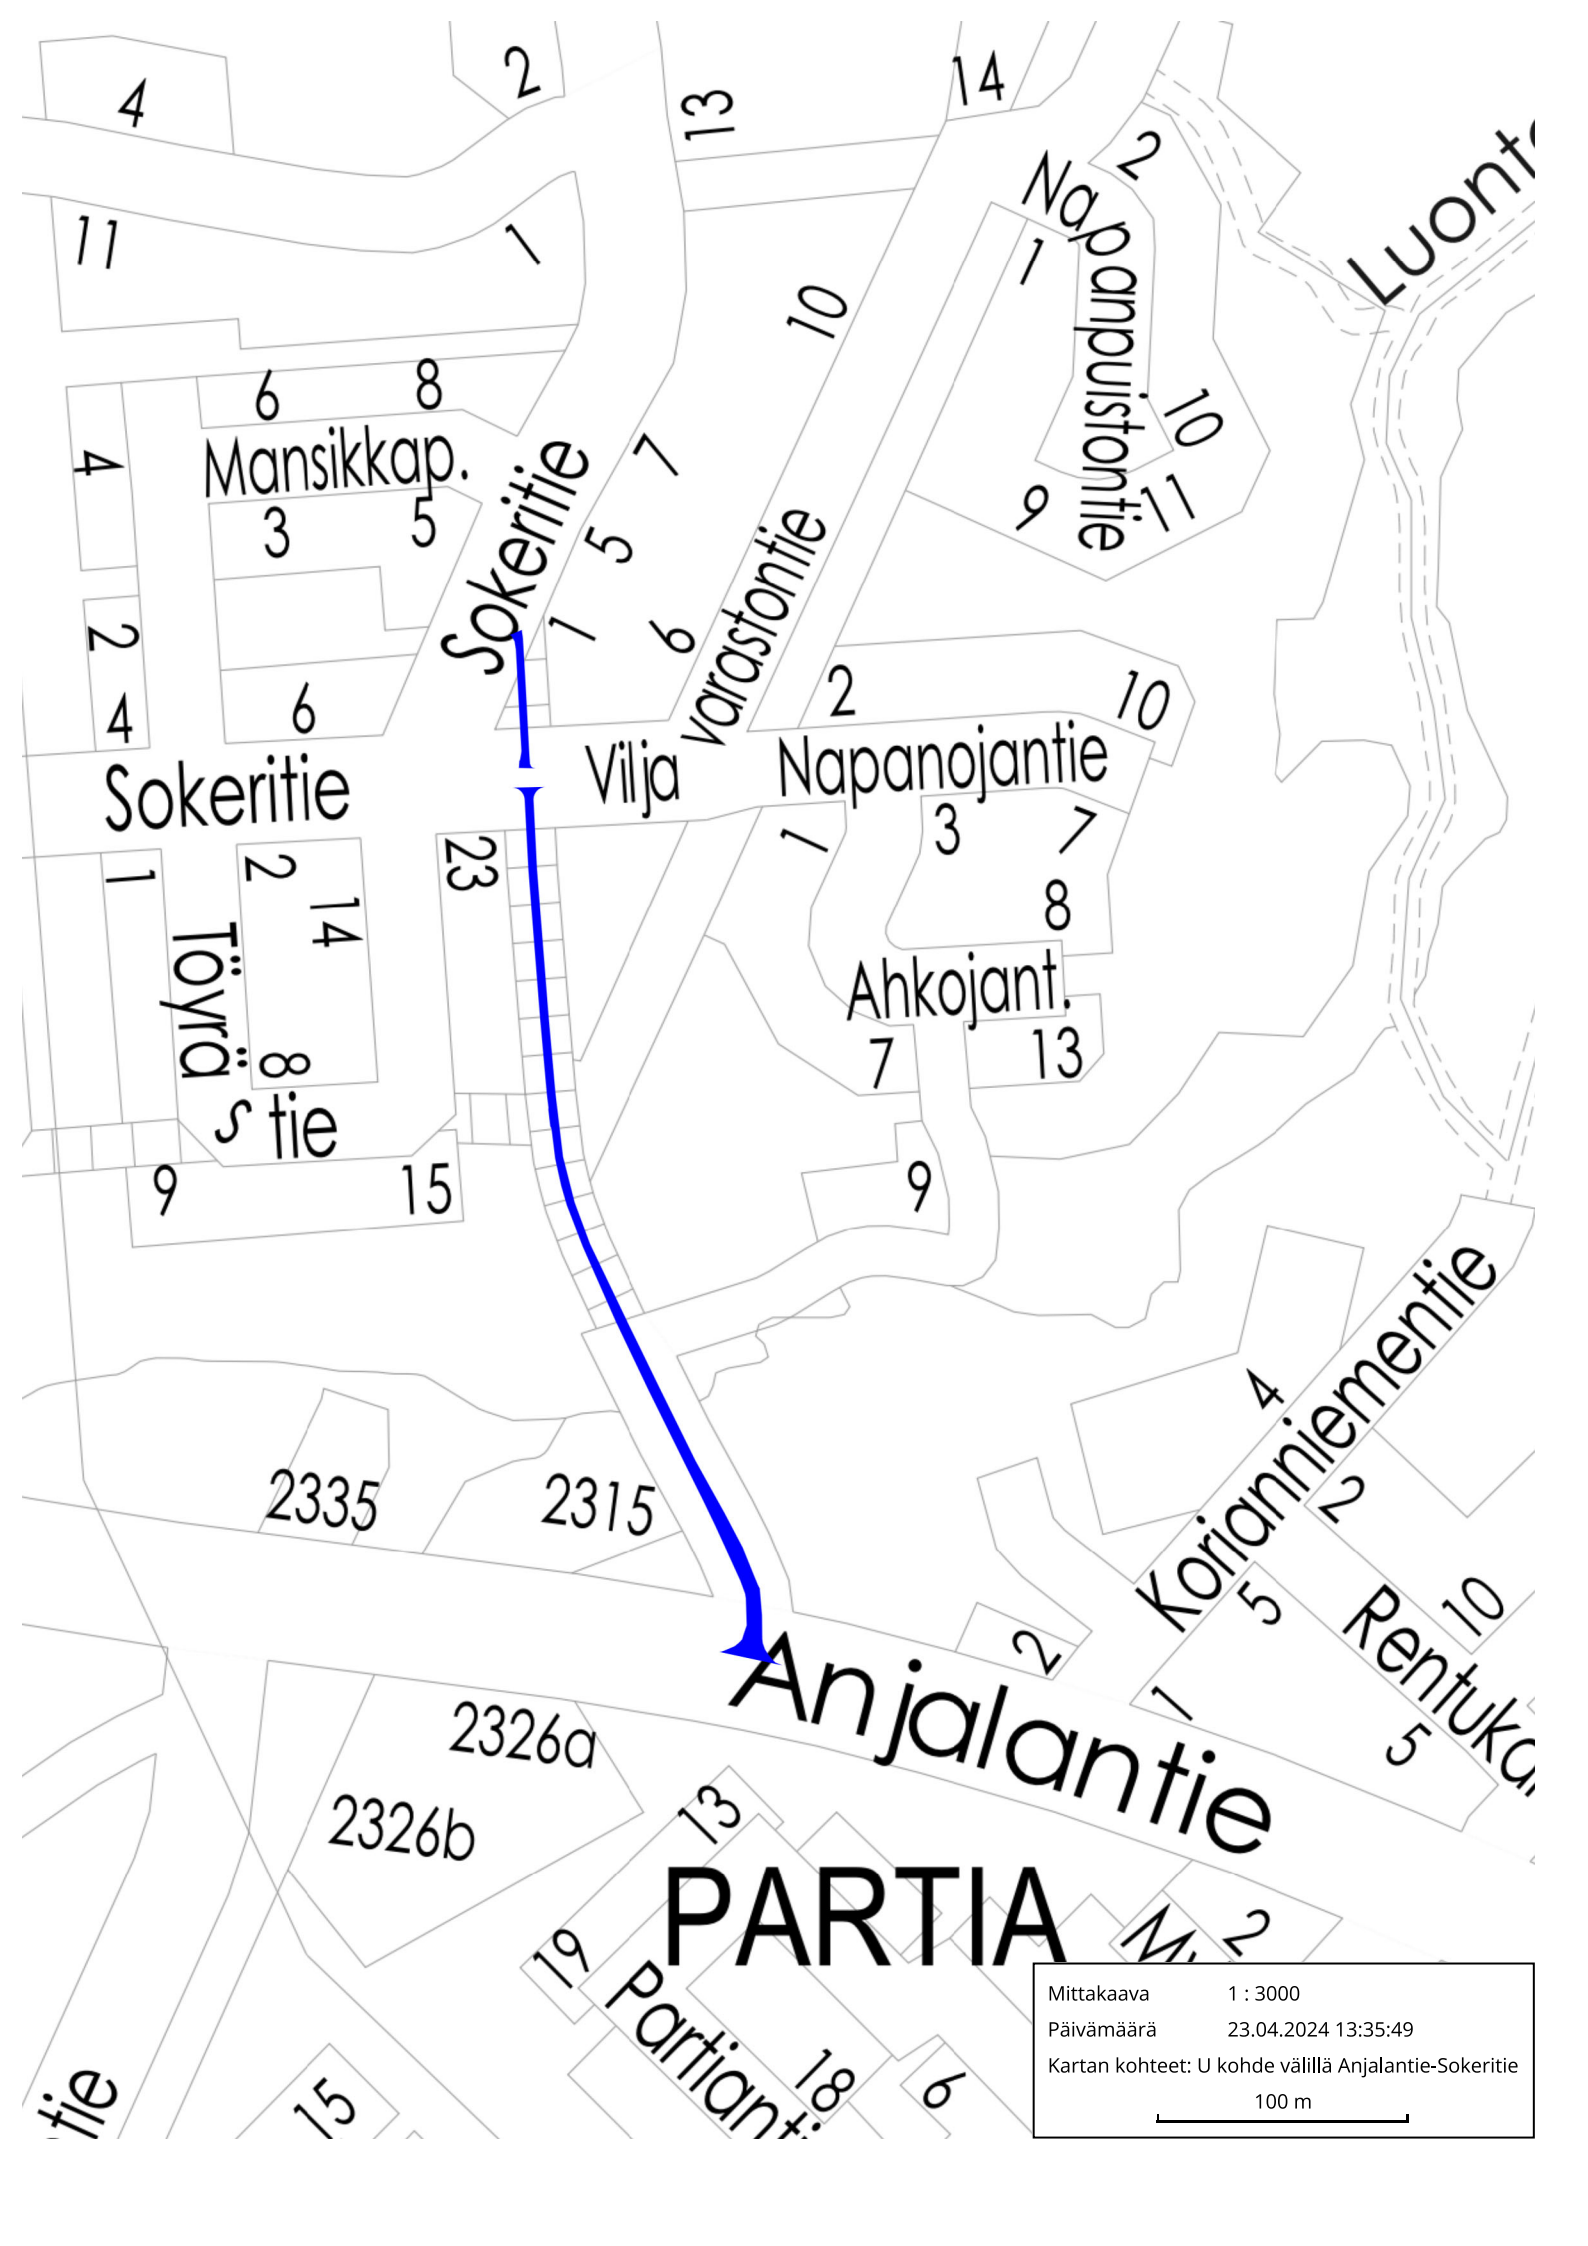 4
2
13
14
2
Napanpuistontie
Luonto
11
1
1
10
6
8
Mansikkap.
4
3
5
Sokeritie
7
5
1
6
Varastontie
9
11
10
2
4
6
2
10
Sokeritie
Vilja
Napanojantie
1
2
14
23
1
3
7
8
Töyrä
s tie
8
Ahkojant.
7
13
9
15
9
Korianniementie
4
2335
2315
2
5
10
2
1
Rentuka
5
Anjalantie
2326a
2326b
13
PARTIA
19
2
Partianti
18
6
15
tie
Mittakaava 1 : 3000
Päivämäärä 23.04.2024 13:35:49
Kartan kohteet: U kohde välillä Anjalantie-Sokeritie
100 m